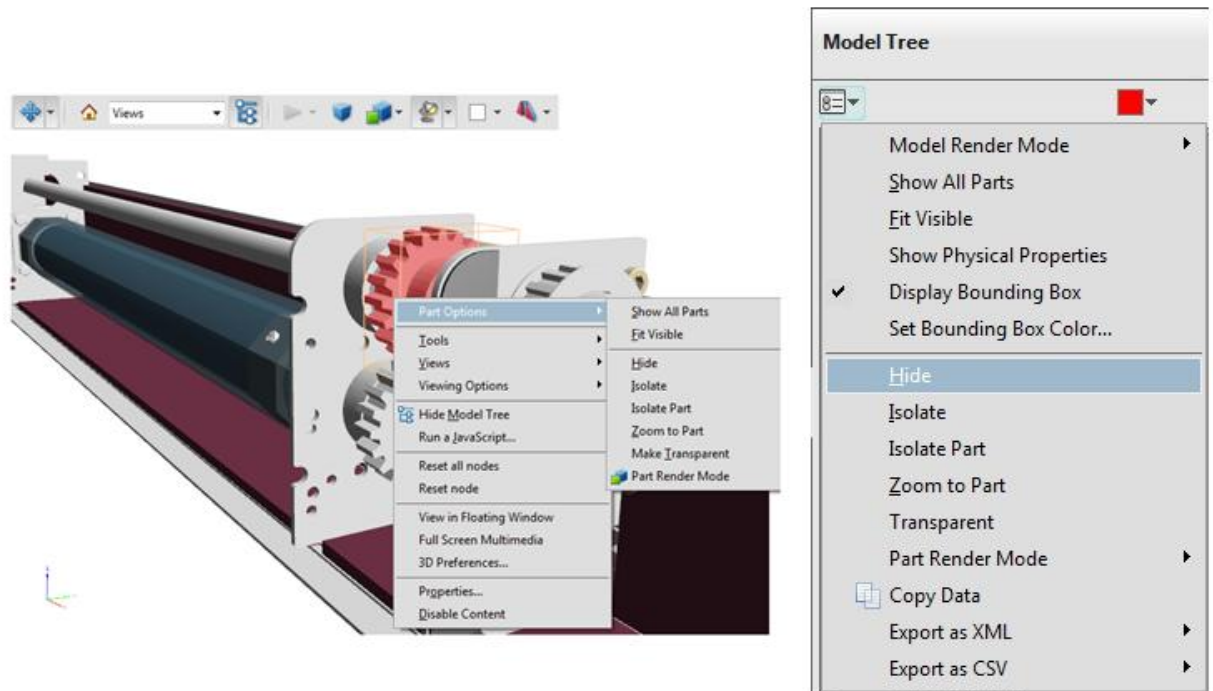 Views
Part Options
Tools
Views
Viewing Options
Hide Model Tree
Run a JavaScript...
Reset all nodes
Reset node
View in Floating Window
Full Screen Multimedia
3D Preferences...
Properties...
Disable Content
Show All Parts
Fit Visible
Hide
Isolate
Isolate Part
Zoom to Part
Make Transparent
Part Render Mode
Model Tree
Model Render Mode
Show All Parts
Fit Visible
Show Physical Properties
Display Bounding Box
Set Bounding Box Color...
Hide
Isolate
Isolate Part
Zoom to Part
Transparent
Part Render Mode
Copy Data
Export as XML
Export as CSV